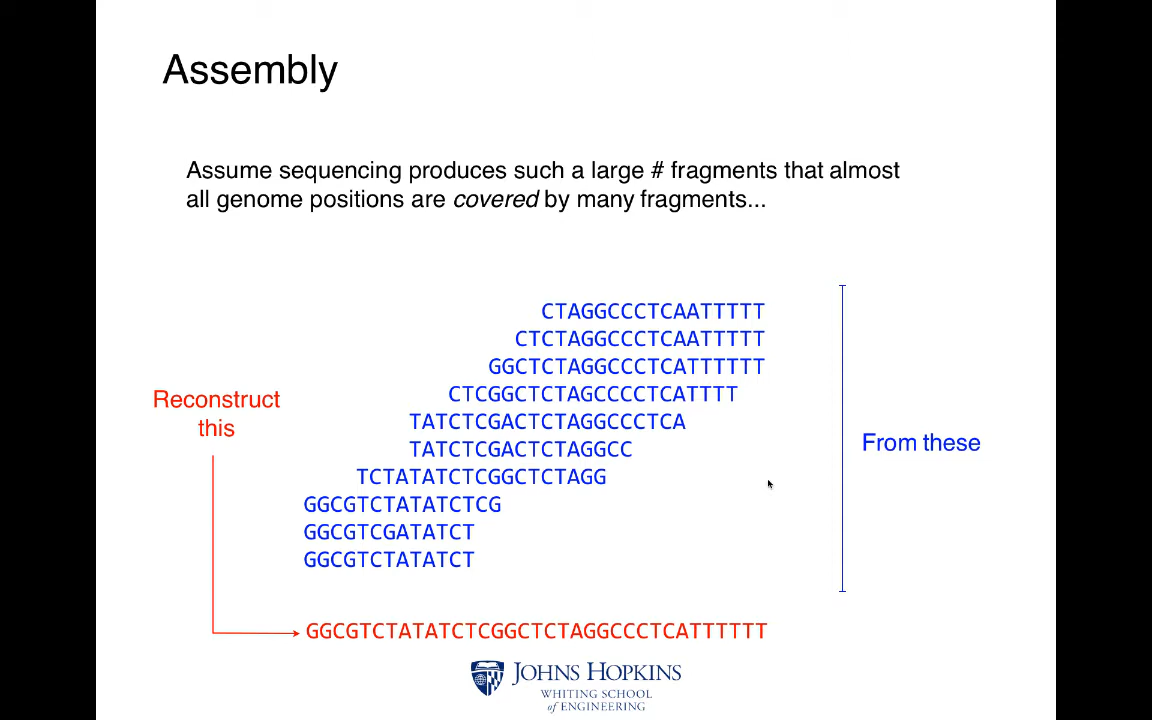 Assembly
Assume sequencing produces such a large # fragments that almost
all genome positions are covered by many fragments...
CTAGGCCCTCAATTTTT
CTCTAGGCCCTCAATTTTT
GGCTCTAGGCCCTCATTTTTT
CTCGGCTCTAGCCCCTCATTTT
TATCTCGACTCTAGGCCCTCA
TATCTCGACTCTAGGCC
TCTATATCTCGGCTCTAGG
GGCGTCTATATCTCG
GGCGTCGATATCT
GGCGTCTATATCT
Reconstruct
this
From these
GGCGTCTATATCTCGGCTCTAGGCCCTCATTTTTT
JOHNS HOPKINS
WHITING SCHOOL
of ENGINEERING